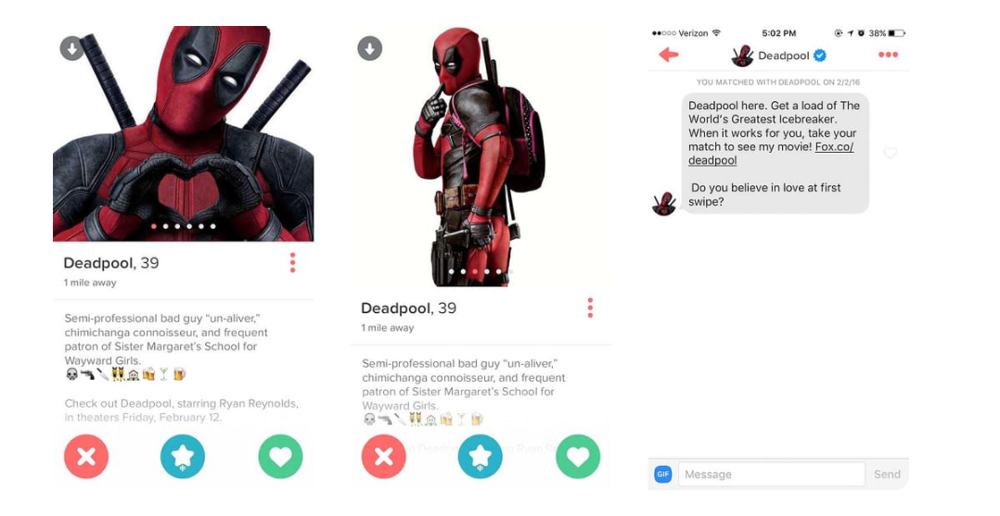 Deadpool, 39
1 mile away
Semi-professional bad guy “un-aliver,”
chimichanga connoisseur, and frequent
patron of Sister Margaret’s School for
Wayward Girls.
Check out Deadpool, starring Ryan Reynolds,
in theaters Friday, February 12.
Deadpool, 39
1 mile away
Semi-professional bad guy “un-aliver,”
chimichanga connoisseur, and frequent
patron of Sister Margaret’s School for
Wayward Girls.
Verizon 5:02 PM 38%
Deadpool
YOU MATCHED WITH DEADPOOL ON 2/2/16
Deadpool here. Get a load of The
World's Greatest Icebreaker.
When it works for you, take your
match to see my movie! Fox.co/
deadpool
Do you believe in love at first
swipe?
GIF Message Send